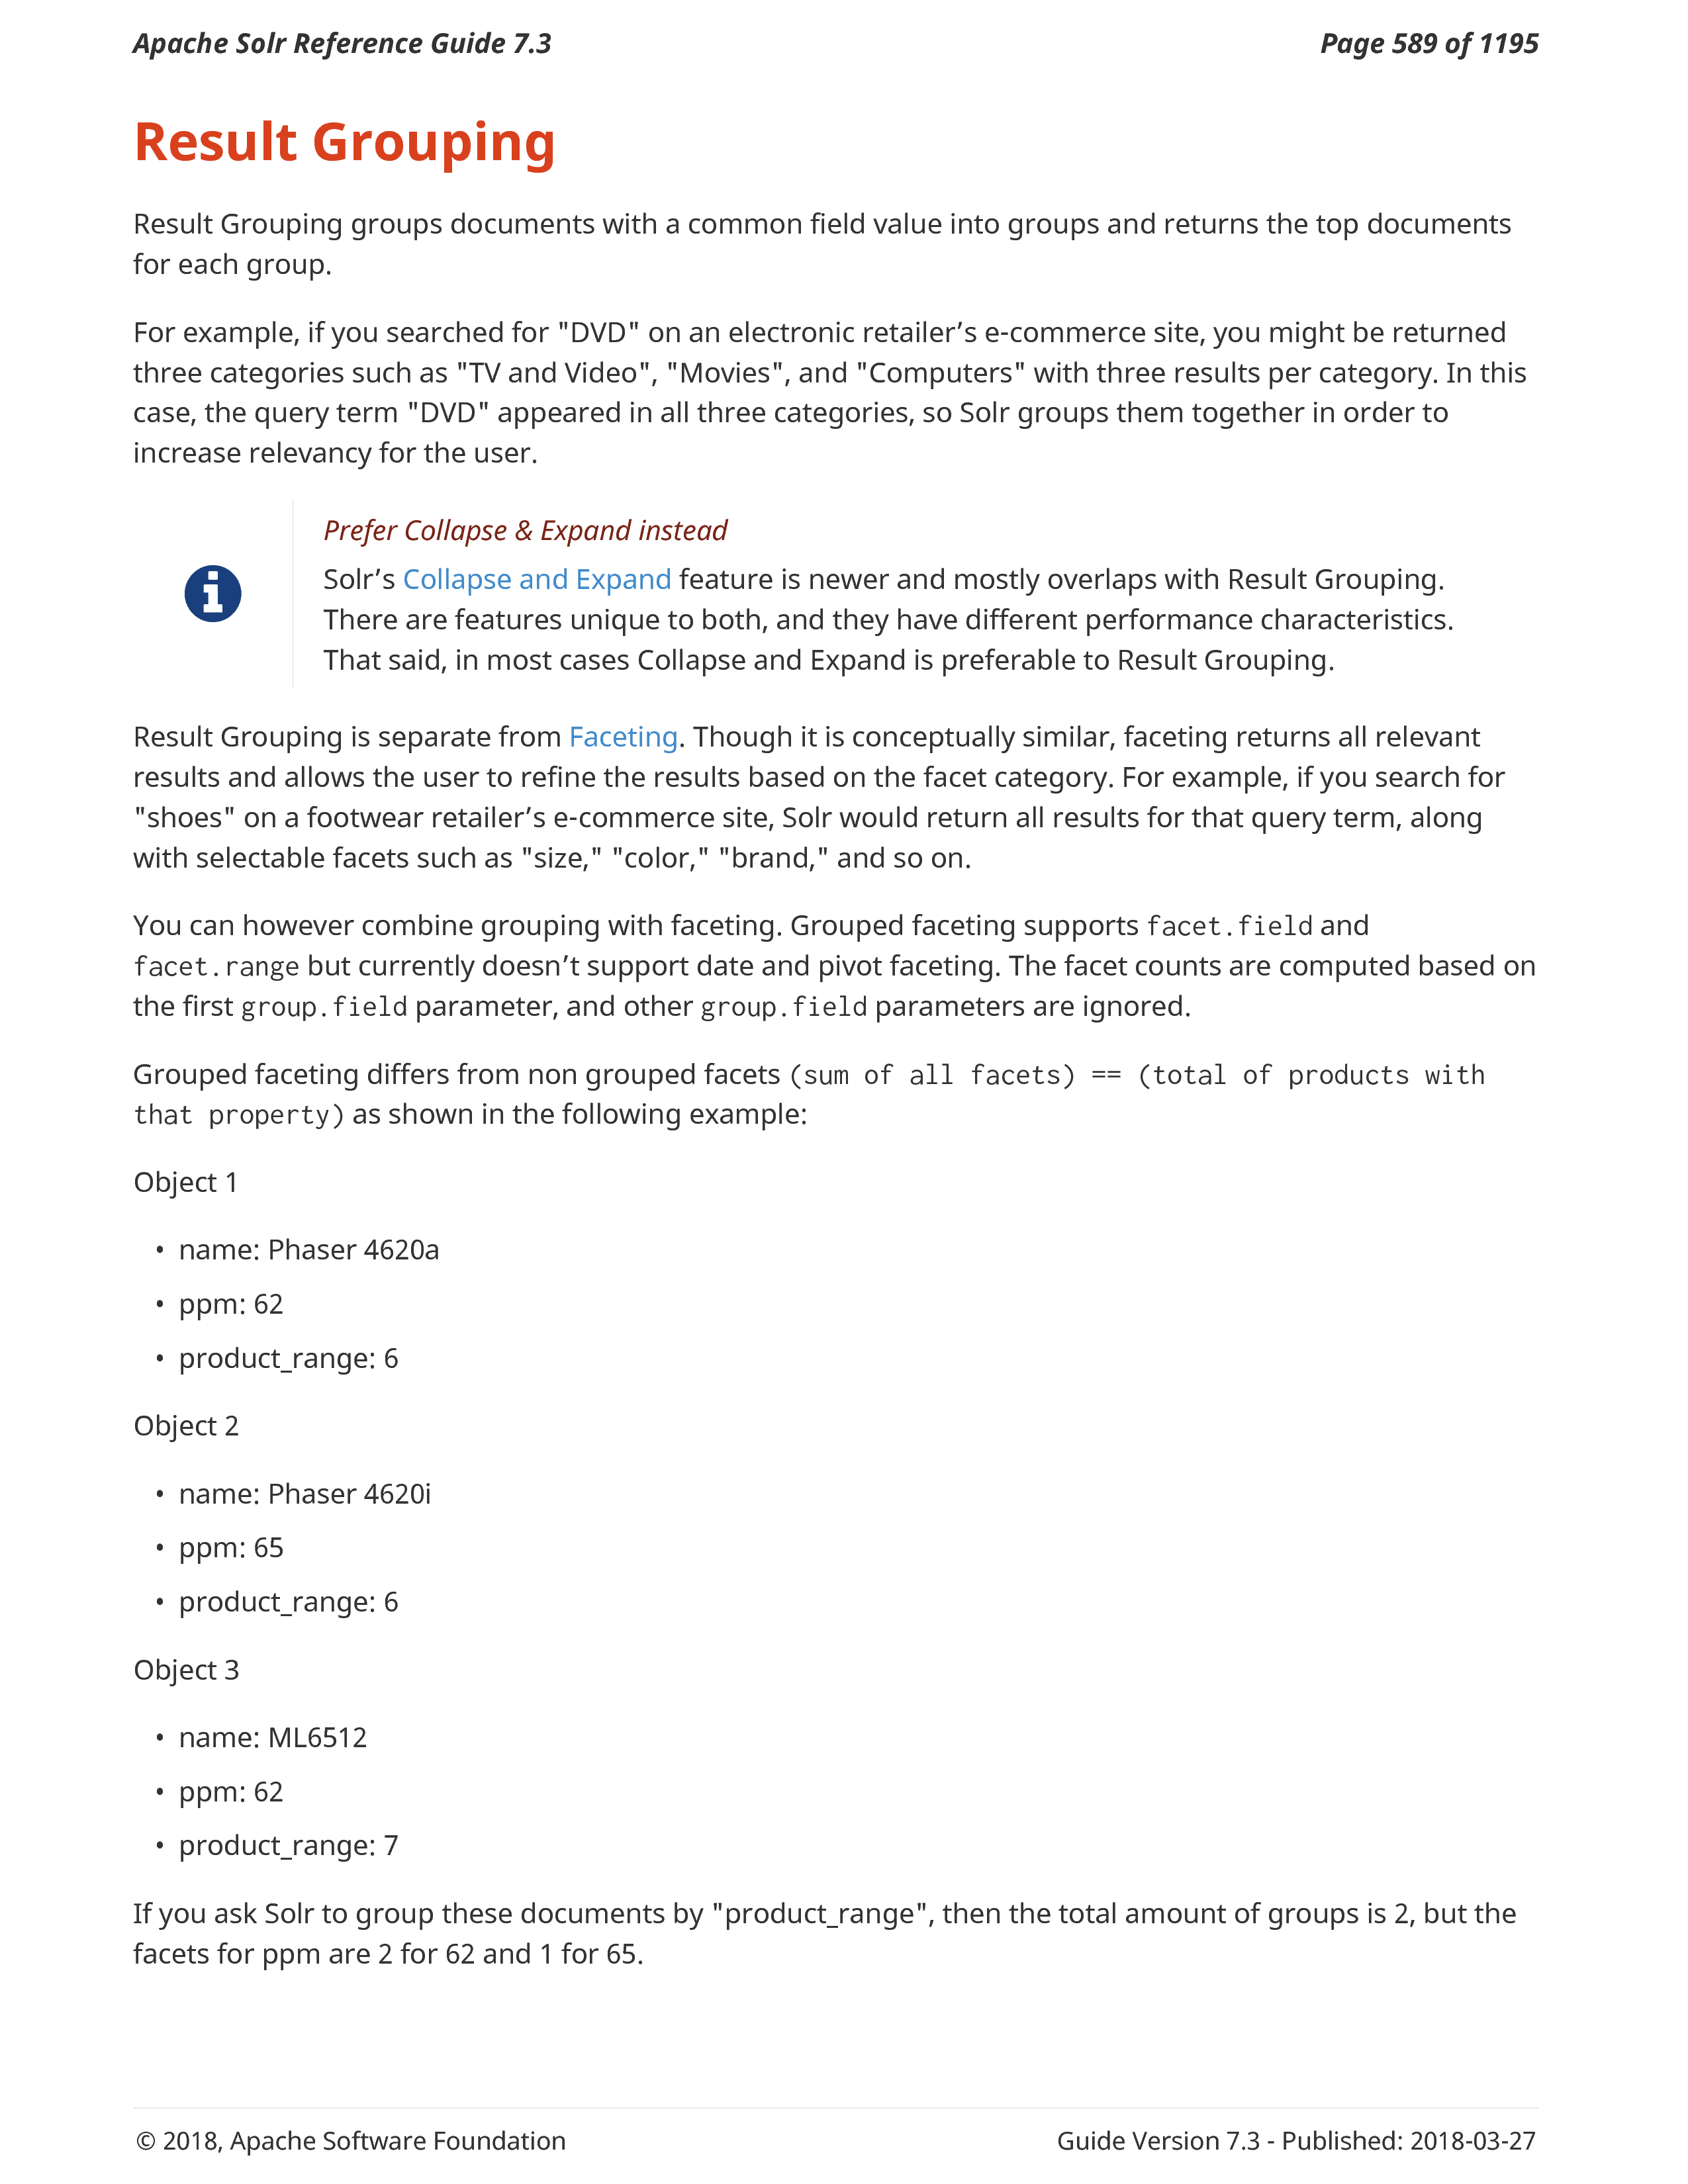 Apache Solr Reference Guide 7.3
Page 589 of 1195
Result Grouping
Result Grouping groups documents with a common field value into groups and returns the top documents
for each group.
For example, if you searched for "DVD" on an electronic retailer’s e-commerce site, you might be returned
three categories such as "TV and Video", "Movies", and "Computers" with three results per category. In this
case, the query term "DVD" appeared in all three categories, so Solr groups them together in order to
increase relevancy for the user.
Prefer Collapse & Expand instead
Solr’s Collapse and Expand feature is newer and mostly overlaps with Result Grouping.
There are features unique to both, and they have different performance characteristics.
That said, in most cases Collapse and Expand is preferable to Result Grouping.
Result Grouping is separate from Faceting. Though it is conceptually similar, faceting returns all relevant
results and allows the user to refine the results based on the facet category. For example, if you search for
"shoes" on a footwear retailer’s e-commerce site, Solr would return all results for that query term, along
with selectable facets such as "size," "color," "brand," and so on.
You can however combine grouping with faceting. Grouped faceting supports facet.field and
facet.range but currently doesn’t support date and pivot faceting. The facet counts are computed based on
the first group.field parameter, and other group.field parameters are ignored.
Grouped faceting differs from non grouped facets (sum of all facets) == (total of products with
that property) as shown in the following example:
Object 1
• name: Phaser 4620a
• ppm: 62
• product_range: 6
Object 2
• name: Phaser 4620i
• ppm: 65
• product_range: 6
Object 3
• name: ML6512
• ppm: 62
• product_range: 7
If you ask Solr to group these documents by "product_range", then the total amount of groups is 2, but the
facets for ppm are 2 for 62 and 1 for 65.
© 2018, Apache Software Foundation
Guide Version 7.3 - Published: 2018-03-27